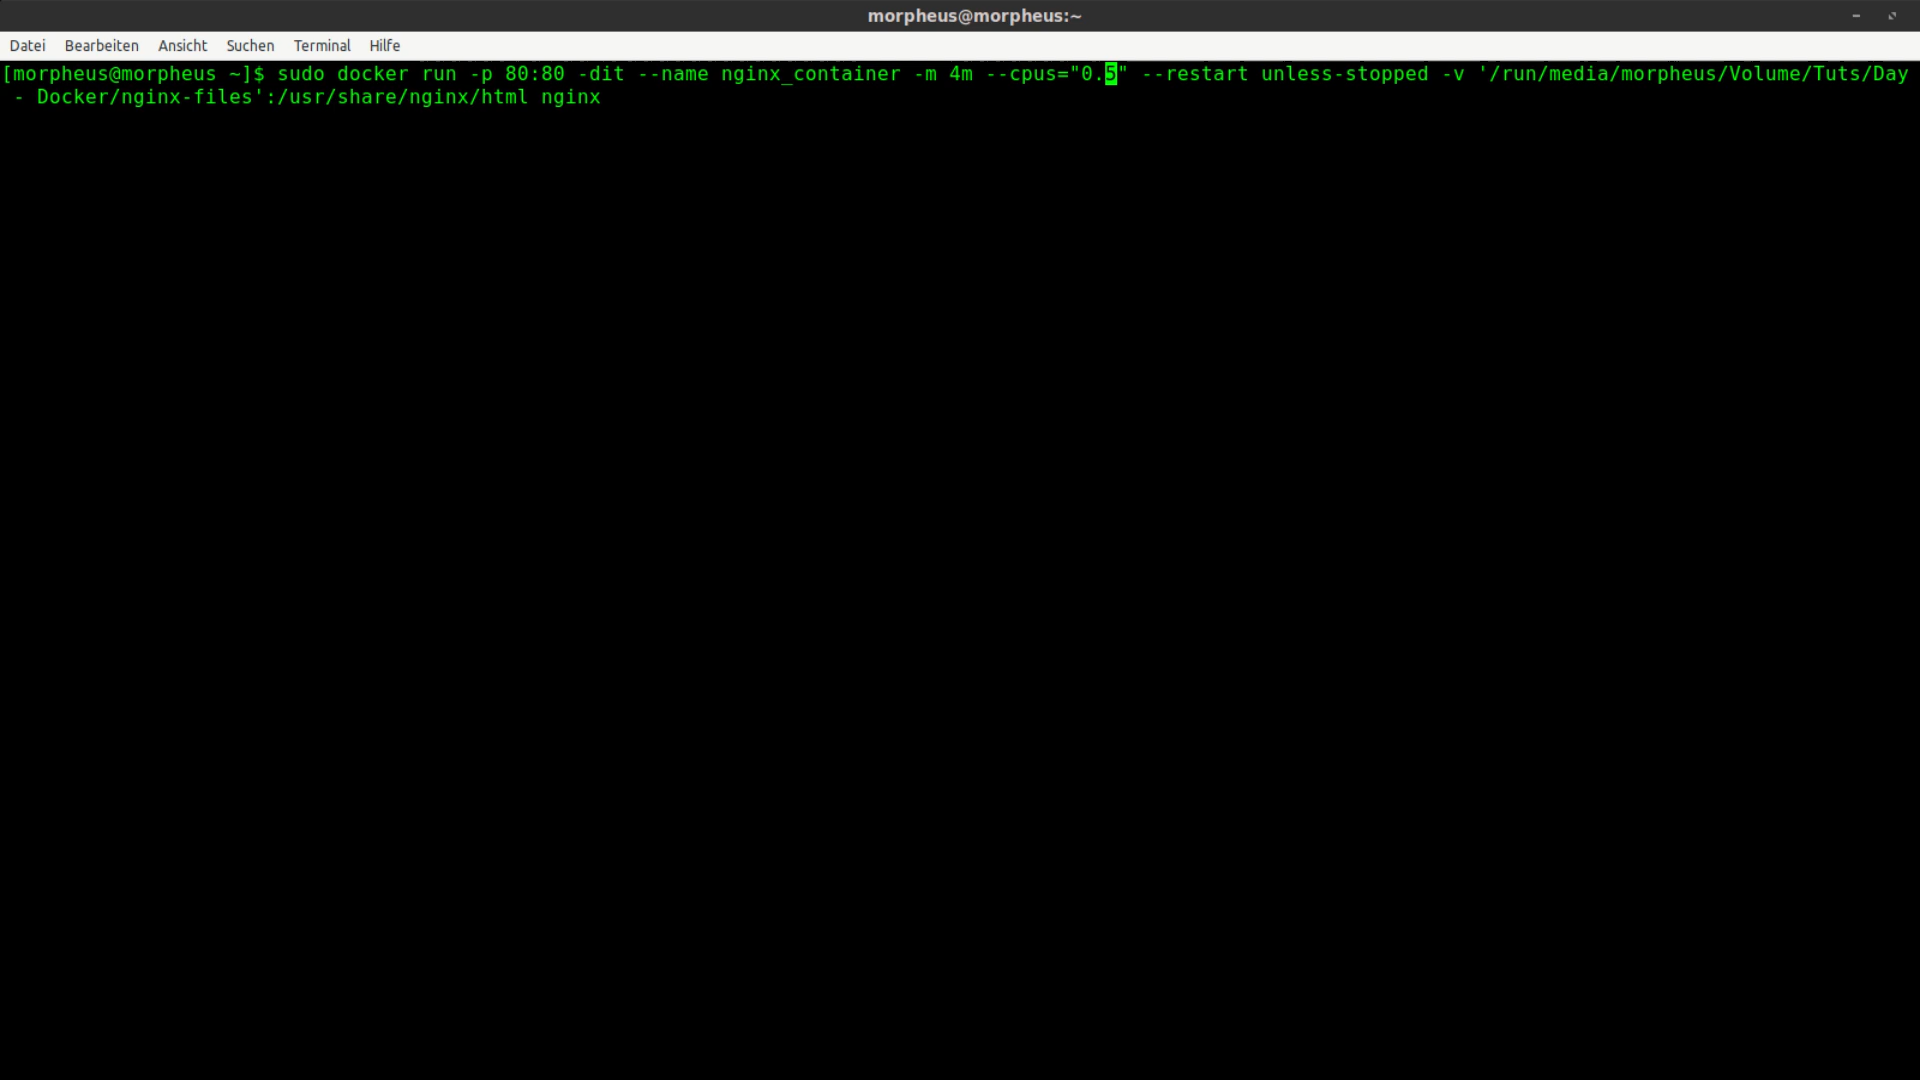 morpheus@morpheus:~
Datei Bearbeiten Ansicht Suchen Terminal Hilfe
[morpheus@morpheus ~]$ sudo docker run -p 80:80 -dit --name nginx_container -m 4m --cpus="0.5" --restart unless-stopped -v '/run/media/morpheus/Volume/Tuts/Day
- Docker/nginx-files':/usr/share/nginx/html nginx